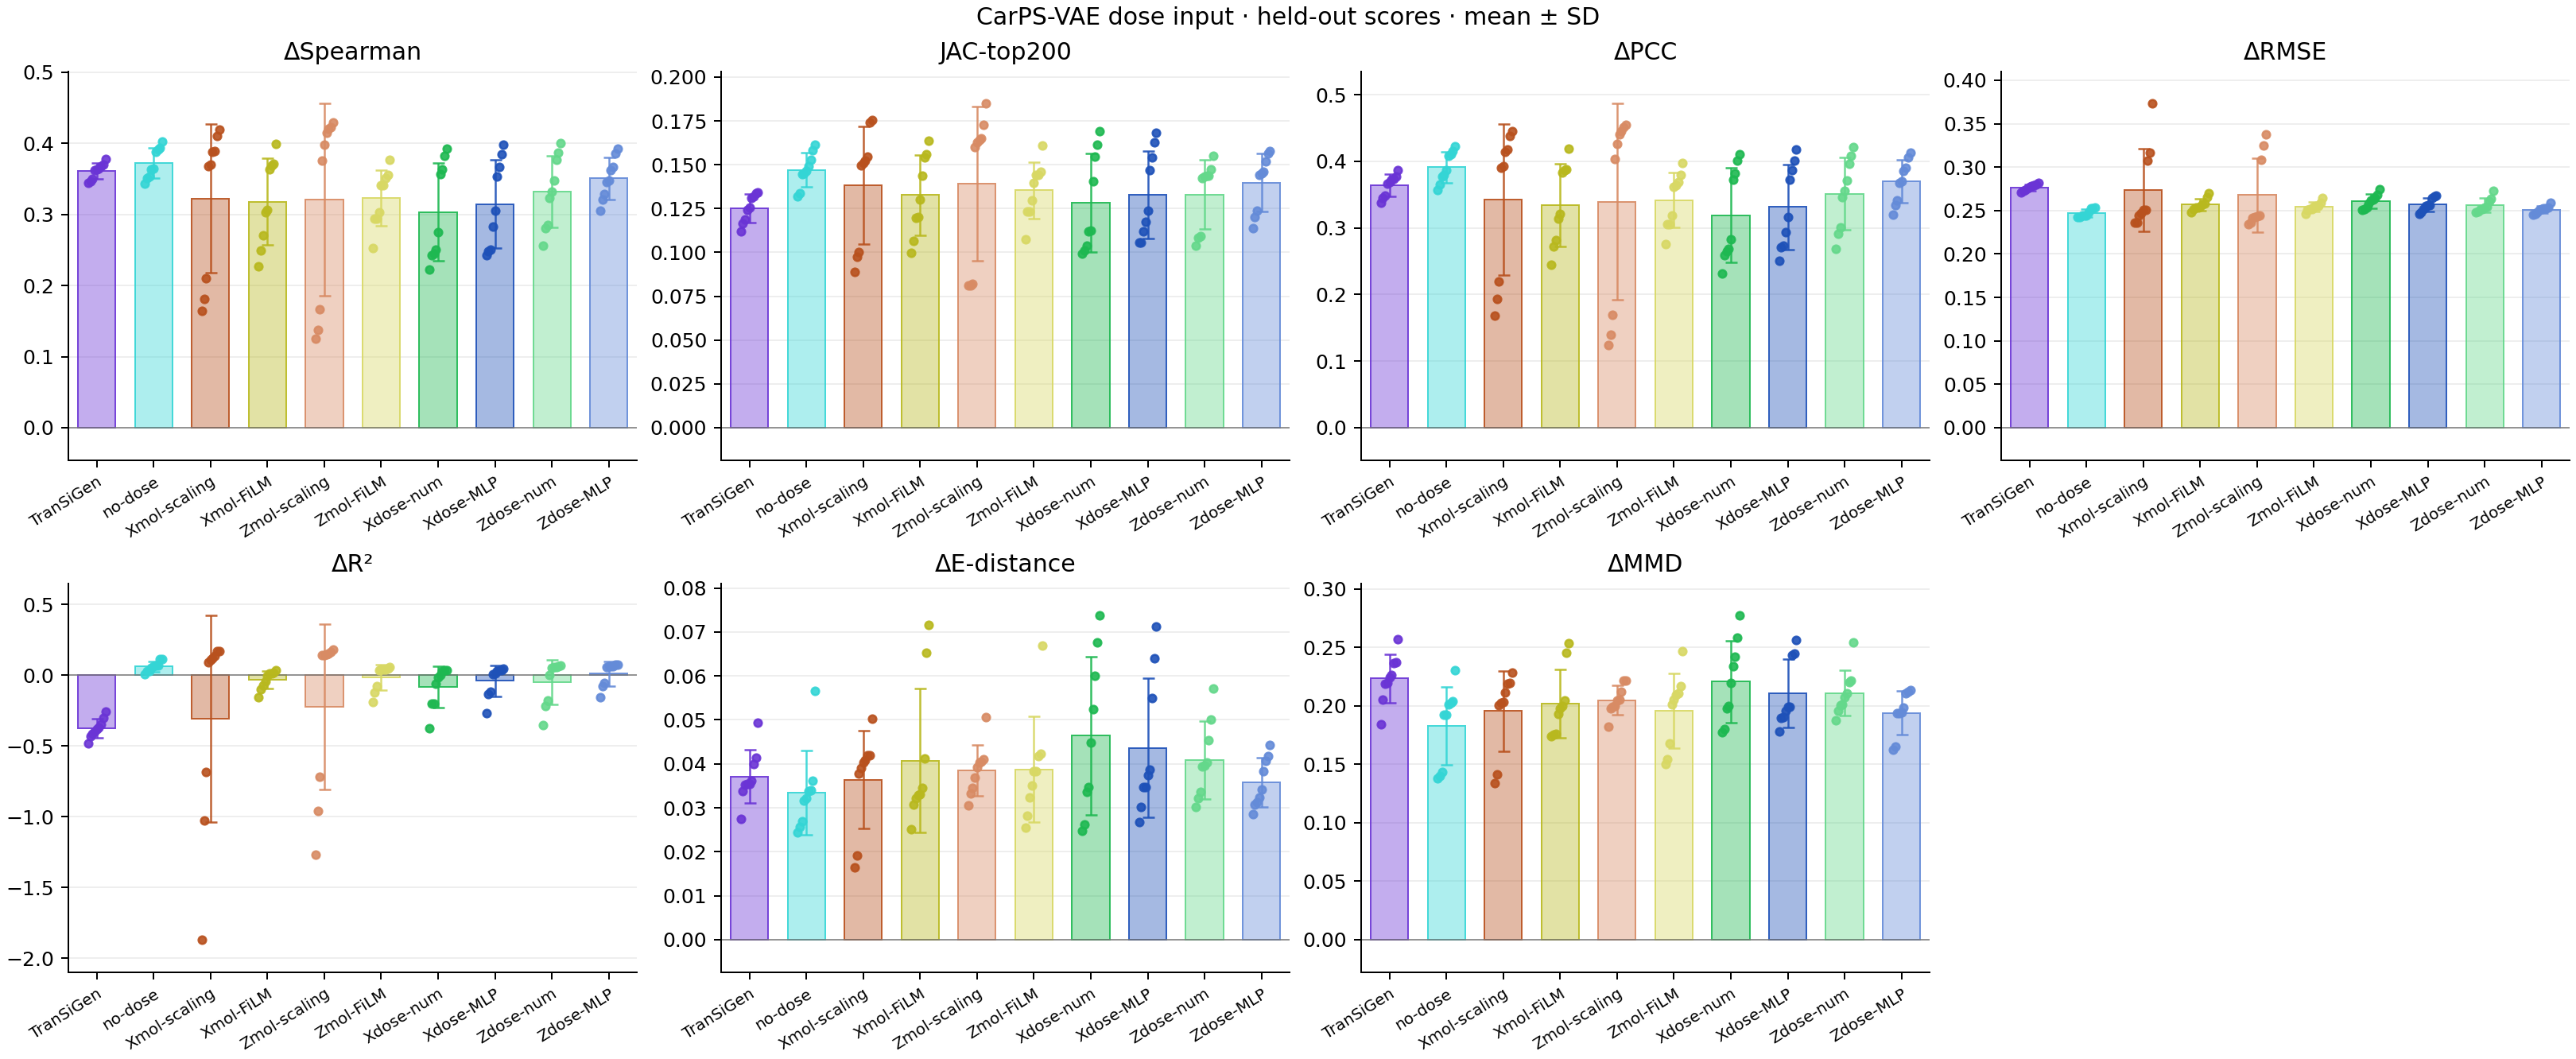 CarPS-VAE dose input · held-out scores · mean ± SD
ΔSpearman
0.5
0.4
0.3
0.2
0.1
0.0
TranSiGen
no-dose
Xmol-scaling
Xmol-FiLM
Zmol-scaling
Zmol-FiLM
Xdose-num
Xdose-MLP
Zdose-num
Zdose-MLP
JAC-top200
0.200
0.175
0.150
0.125
0.100
0.075
0.050
0.025
0.000
TranSiGen
no-dose
Xmol-scaling
Xmol-FiLM
Zmol-scaling
Zmol-FiLM
Xdose-num
Xdose-MLP
Zdose-num
Zdose-MLP
ΔPCC
0.5
0.4
0.3
0.2
0.1
0.0
TranSiGen
no-dose
Xmol-scaling
Xmol-FiLM
Zmol-scaling
Zmol-FiLM
Xdose-num
Xdose-MLP
Zdose-num
Zdose-MLP
ΔRMSE
0.40
0.35
0.30
0.25
0.20
0.15
0.10
0.05
0.00
TranSiGen
no-dose
Xmol-scaling
Xmol-FiLM
Zmol-scaling
Zmol-FiLM
Xdose-num
Xdose-MLP
Zdose-num
Zdose-MLP
ΔR²
0.5
0.0
−0.5
−1.0
−1.5
−2.0
TranSiGen
no-dose
Xmol-scaling
Xmol-FiLM
Zmol-scaling
Zmol-FiLM
Xdose-num
Xdose-MLP
Zdose-num
Zdose-MLP
ΔE-distance
0.08
0.07
0.06
0.05
0.04
0.03
0.02
0.01
0.00
TranSiGen
no-dose
Xmol-scaling
Xmol-FiLM
Zmol-scaling
Zmol-FiLM
Xdose-num
Xdose-MLP
Zdose-num
Zdose-MLP
ΔMMD
0.30
0.25
0.20
0.15
0.10
0.05
0.00
TranSiGen
no-dose
Xmol-scaling
Xmol-FiLM
Zmol-scaling
Zmol-FiLM
Xdose-num
Xdose-MLP
Zdose-num
Zdose-MLP